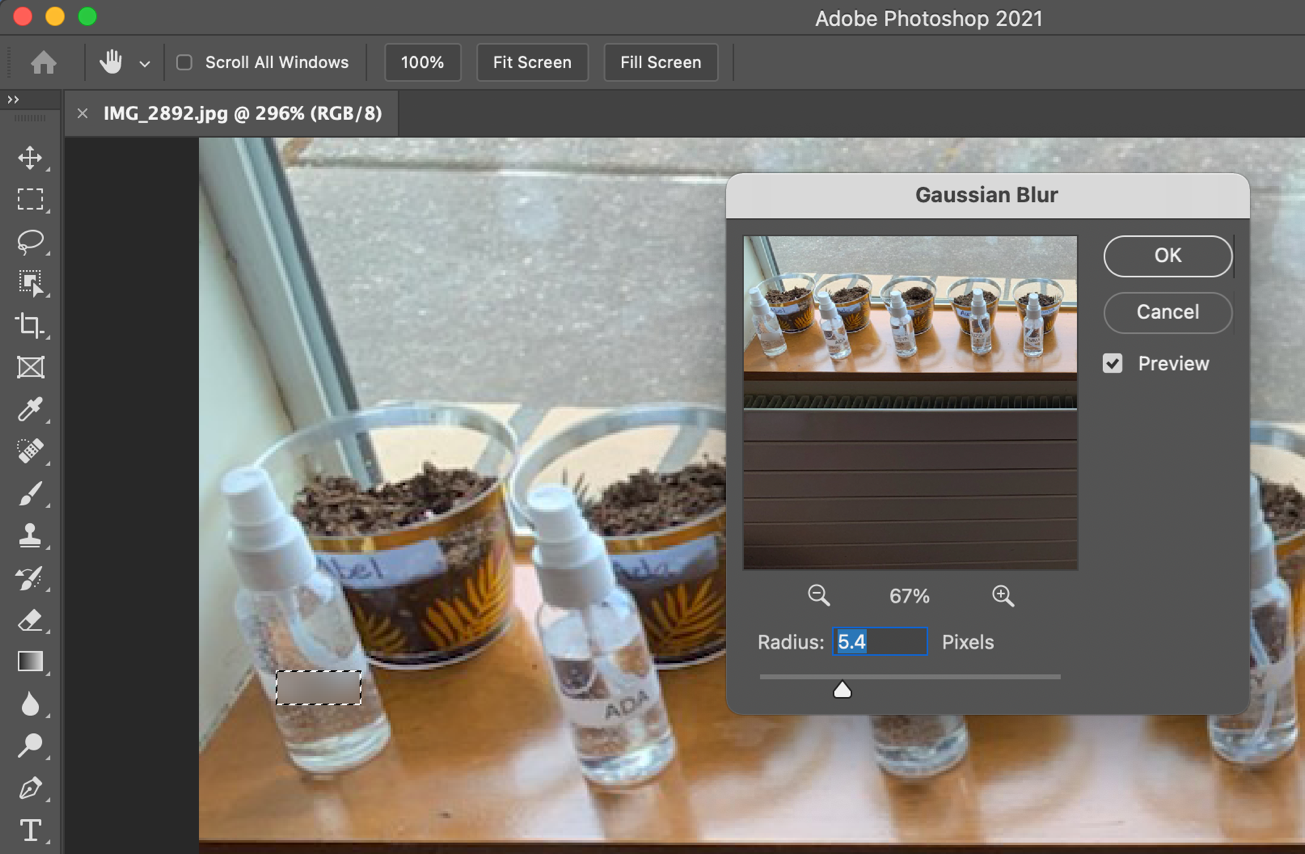 Adobe Photoshop 2021
Scroll All Windows
100%
Fit Screen
Fill Screen
IMG_2892.jpg @ 296% (RGB/8)
Gaussian Blur
OK
Cancel
Preview
67%
Radius: 5.4 Pixels
Abel
Ada
ADA